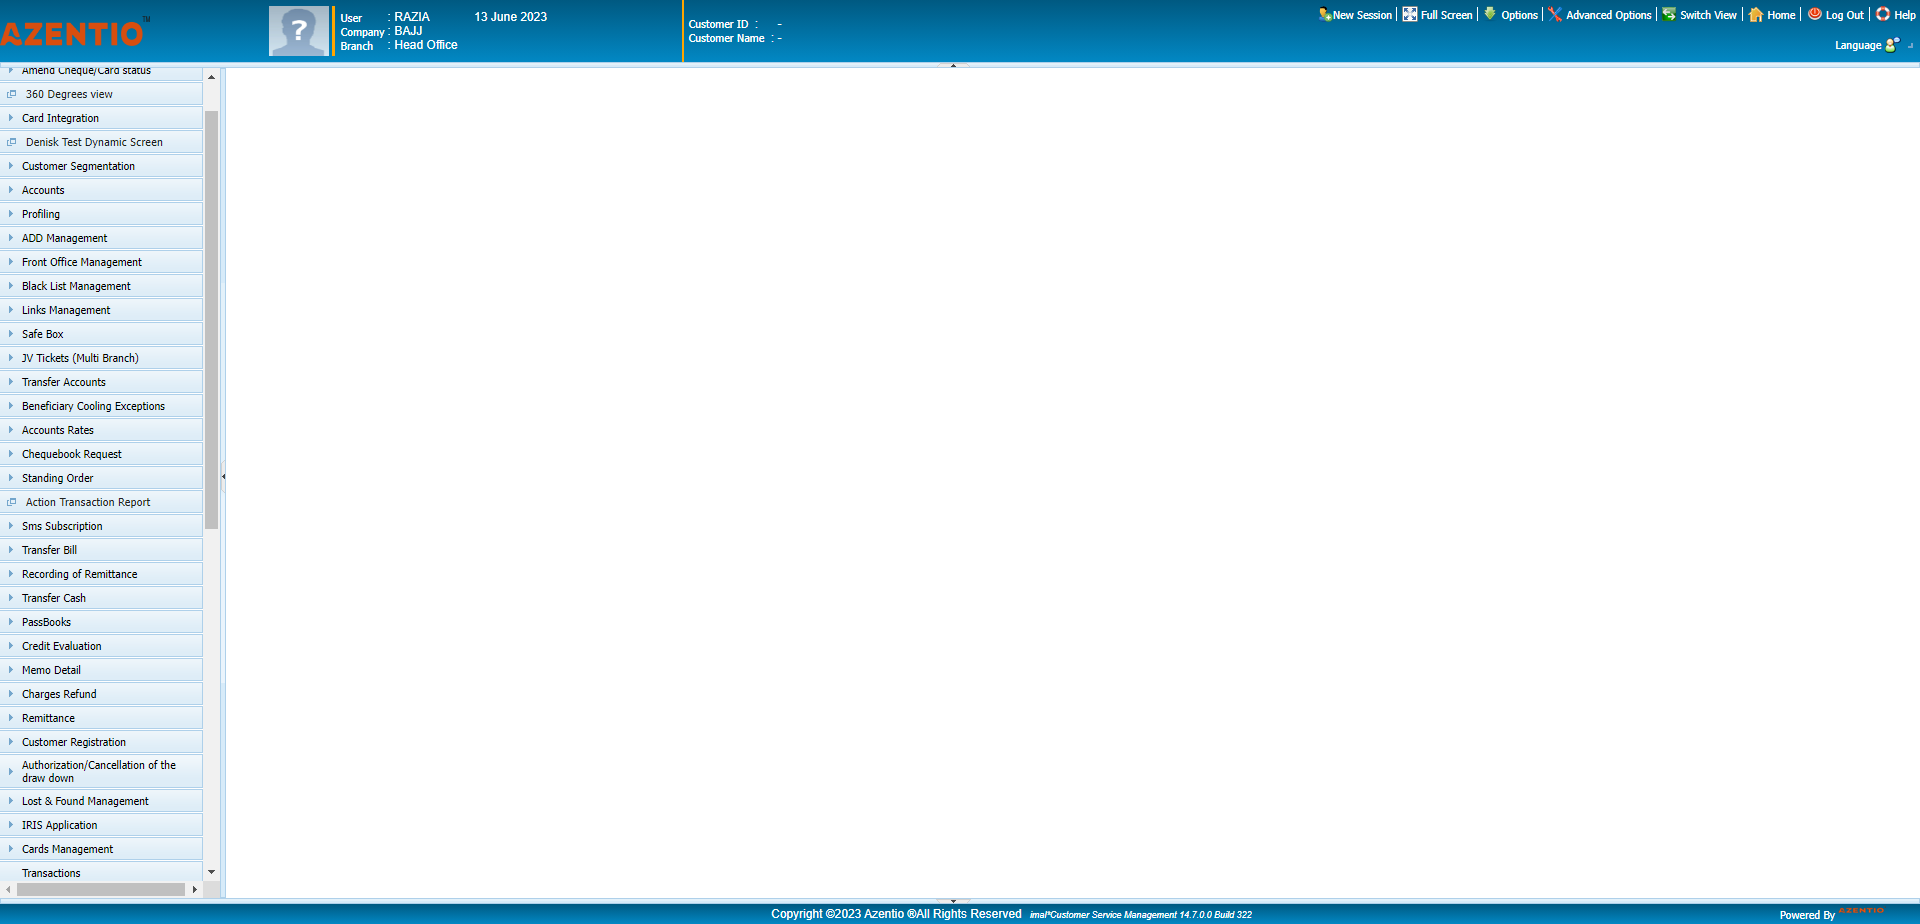 AZENTIO™
?
User : RAZIA 13 June 2023
Company : BAJJ
Branch : Head Office
Customer ID : -
Customer Name : -
New Session | Full Screen | Options | Advanced Options | Switch View | Home | Log Out | Help
Language
Amend Cheque/Card status
360 Degrees view
Card Integration
Denisk Test Dynamic Screen
Customer Segmentation
Accounts
Profiling
ADD Management
Front Office Management
Black List Management
Links Management
Safe Box
JV Tickets (Multi Branch)
Transfer Accounts
Beneficiary Cooling Exceptions
Accounts Rates
Chequebook Request
Standing Order
Action Transaction Report
Sms Subscription
Transfer Bill
Recording of Remittance
Transfer Cash
PassBooks
Credit Evaluation
Memo Detail
Charges Refund
Remittance
Customer Registration
Authorization/Cancellation of the
draw down
Lost & Found Management
IRIS Application
Cards Management
Transactions
Copyright ©2023 Azentio ®All Rights Reserved imal*Customer Service Management 14.7.0.0 Build 322
Powered By AZENTIO